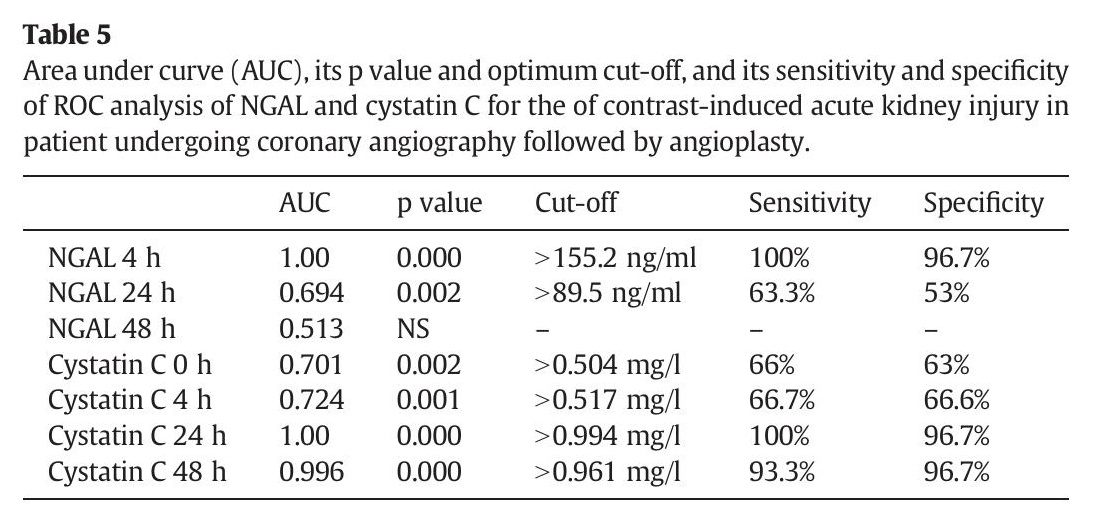 Table 5
Area under curve (AUC), its p value and optimum cut-off, and its sensitivity and specificity
of ROC analysis of NGAL and cystatin C for the of contrast-induced acute kidney injury in
patient undergoing coronary angiography followed by angioplasty.
AUC p value Cut-off Sensitivity Specificity
NGAL 4 h 1.00 0.000 >155.2 ng/ml 100% 96.7%
NGAL 24 h 0.694 0.002 >89.5 ng/ml 63.3% 53%
NGAL 48 h 0.513 NS – – –
Cystatin C 0 h 0.701 0.002 >0.504 mg/l 66% 63%
Cystatin C 4 h 0.724 0.001 >0.517 mg/l 66.7% 66.6%
Cystatin C 24 h 1.00 0.000 >0.994 mg/l 100% 96.7%
Cystatin C 48 h 0.996 0.000 >0.961 mg/l 93.3% 96.7%